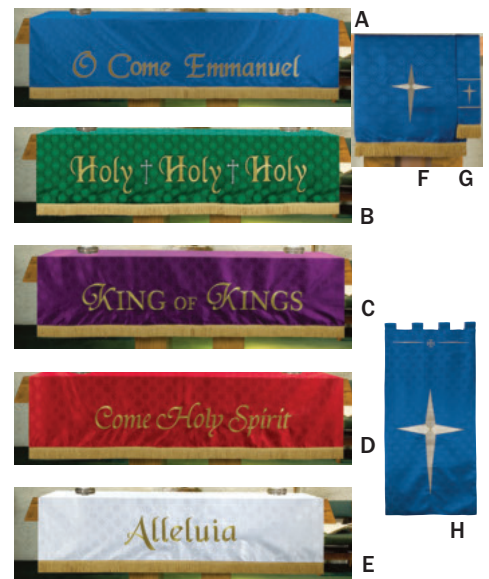 O Come Emmanuel
A
F
G
Holy † Holy † Holy
B
King of Kings
C
Come Holy Spirit
D
Alleluia
E
H